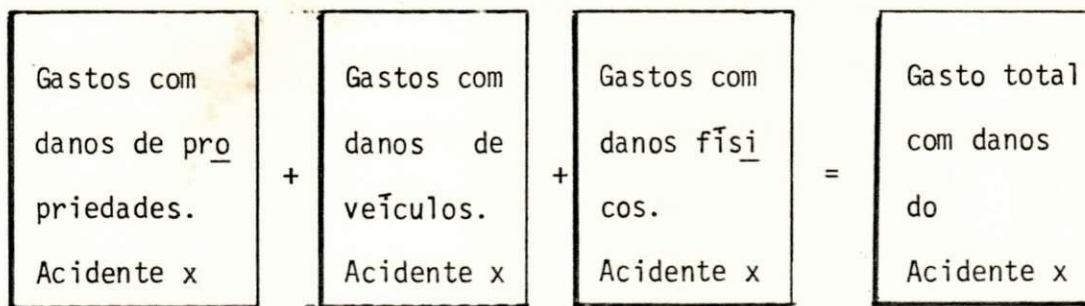 Gastos com
danos de pro
priedades.
Acidente x
+
Gastos com
danos de
veículos.
Acidente x
+
Gastos com
danos físi
cos.
Acidente x
=
Gasto total
com danos
do
Acidente x